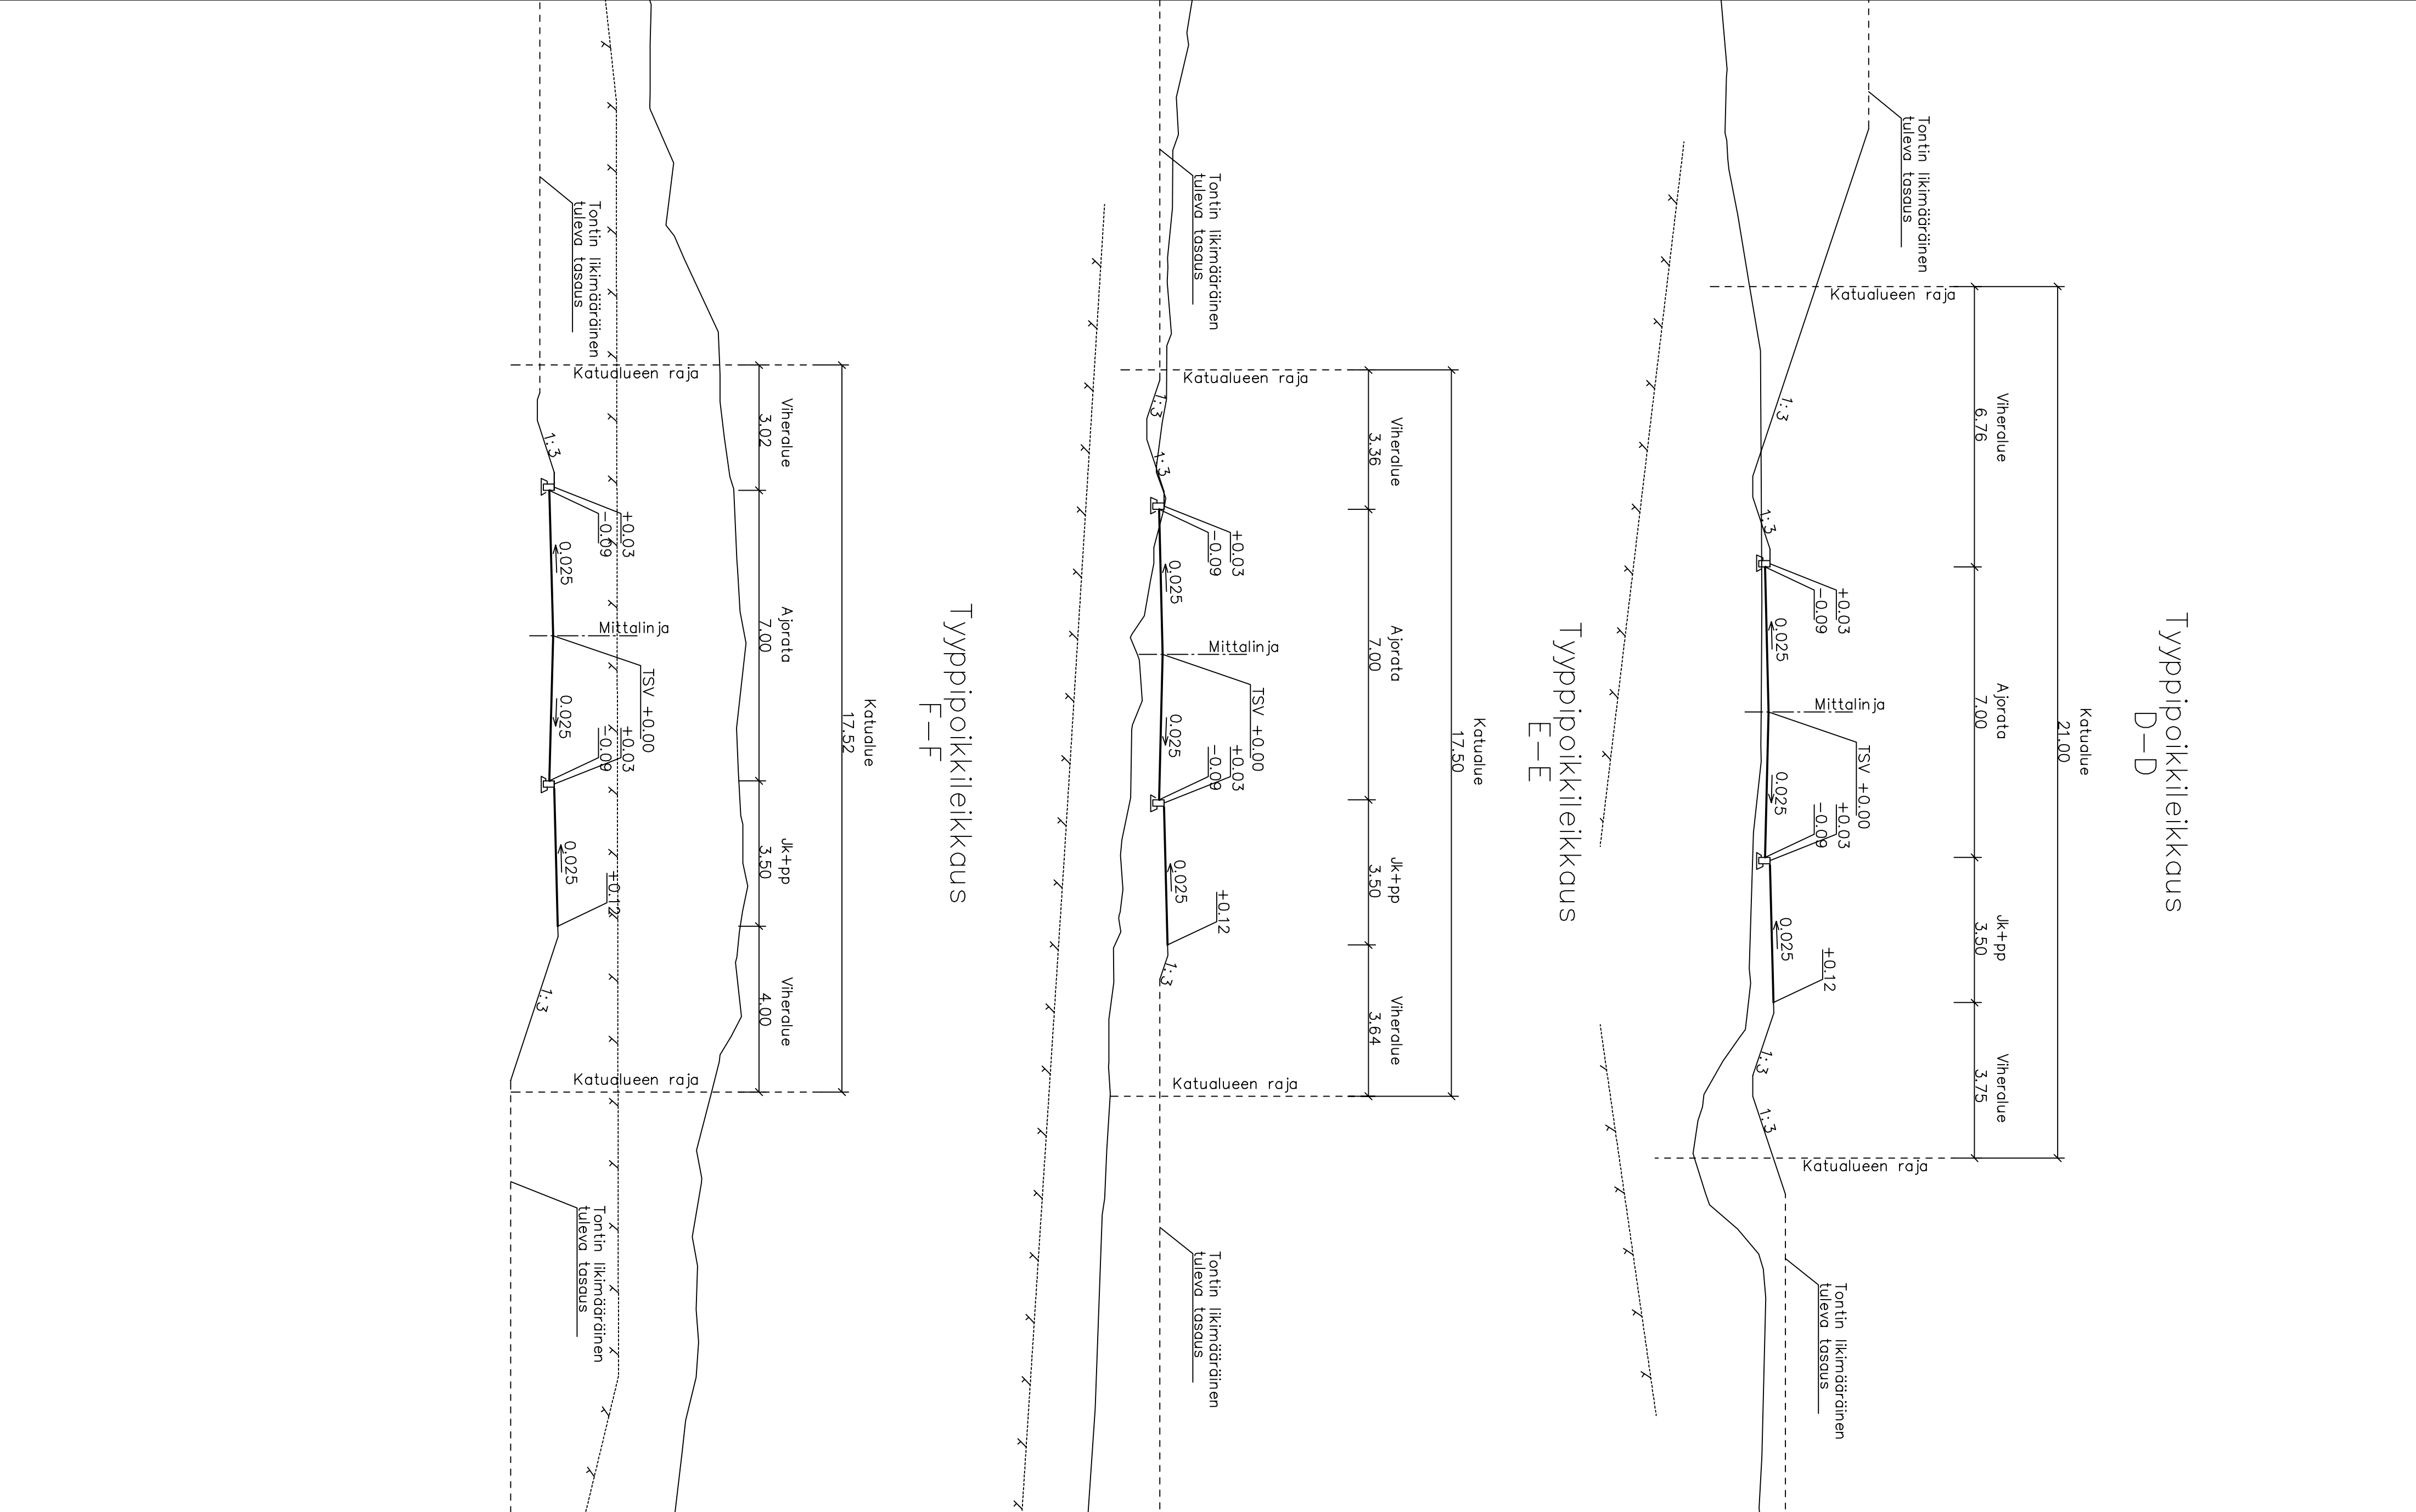 Tyyppipoikkileikkaus
D-D
Katualue
21.00
Viheralue
6.76
Ajorata
7.00
Jk+pp
3.50
Viheralue
3.75
Tontin likimääräinen
tuleva tasaus
Katualueen raja
1:3
1:3
+0.03
-0.09
0.025
Mittalinja
TSV +0.00
0.025
+0.03
-0.09
0.025
+0.12
1:3
1:3
Katualueen raja
Tontin likimääräinen
tuleva tasaus
Tyyppipoikkileikkaus
E-E
Katualue
17.50
Viheralue
3.36
Ajorata
7.00
Jk+pp
3.50
Viheralue
3.64
Tontin likimääräinen
tuleva tasaus
Katualueen raja
1:3
1:3
+0.03
-0.09
0.025
Mittalinja
TSV +0.00
0.025
+0.03
-0.09
0.025
+0.12
1:3
Katualueen raja
Tontin likimääräinen
tuleva tasaus
Tyyppipoikkileikkaus
F-F
Katualue
17.52
Viheralue
3.02
Ajorata
7.00
Jk+pp
3.50
Viheralue
4.00
Tontin likimääräinen
tuleva tasaus
Katualueen raja
1:3
+0.03
-0.09
0.025
Mittalinja
TSV +0.00
0.025
+0.03
-0.09
0.025
+0.12
1:3
Katualueen raja
Tontin likimääräinen
tuleva tasaus